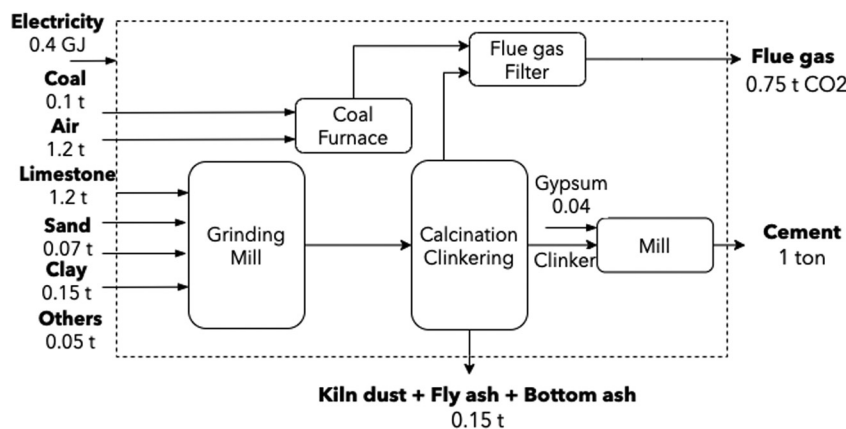 Electricity
0.4 GJ
Coal
0.1 t
Air
1.2 t
Limestone
1.2 t
Sand
0.07 t
Clay
0.15 t
Others
0.05 t
Coal
Furnace
Flue gas
Filter
Grinding
Mill
Calcination
Clinkering
Gypsum
0.04
Clinker
Mill
Flue gas
0.75 t CO2
Cement
1 ton
Kiln dust + Fly ash + Bottom ash
0.15 t